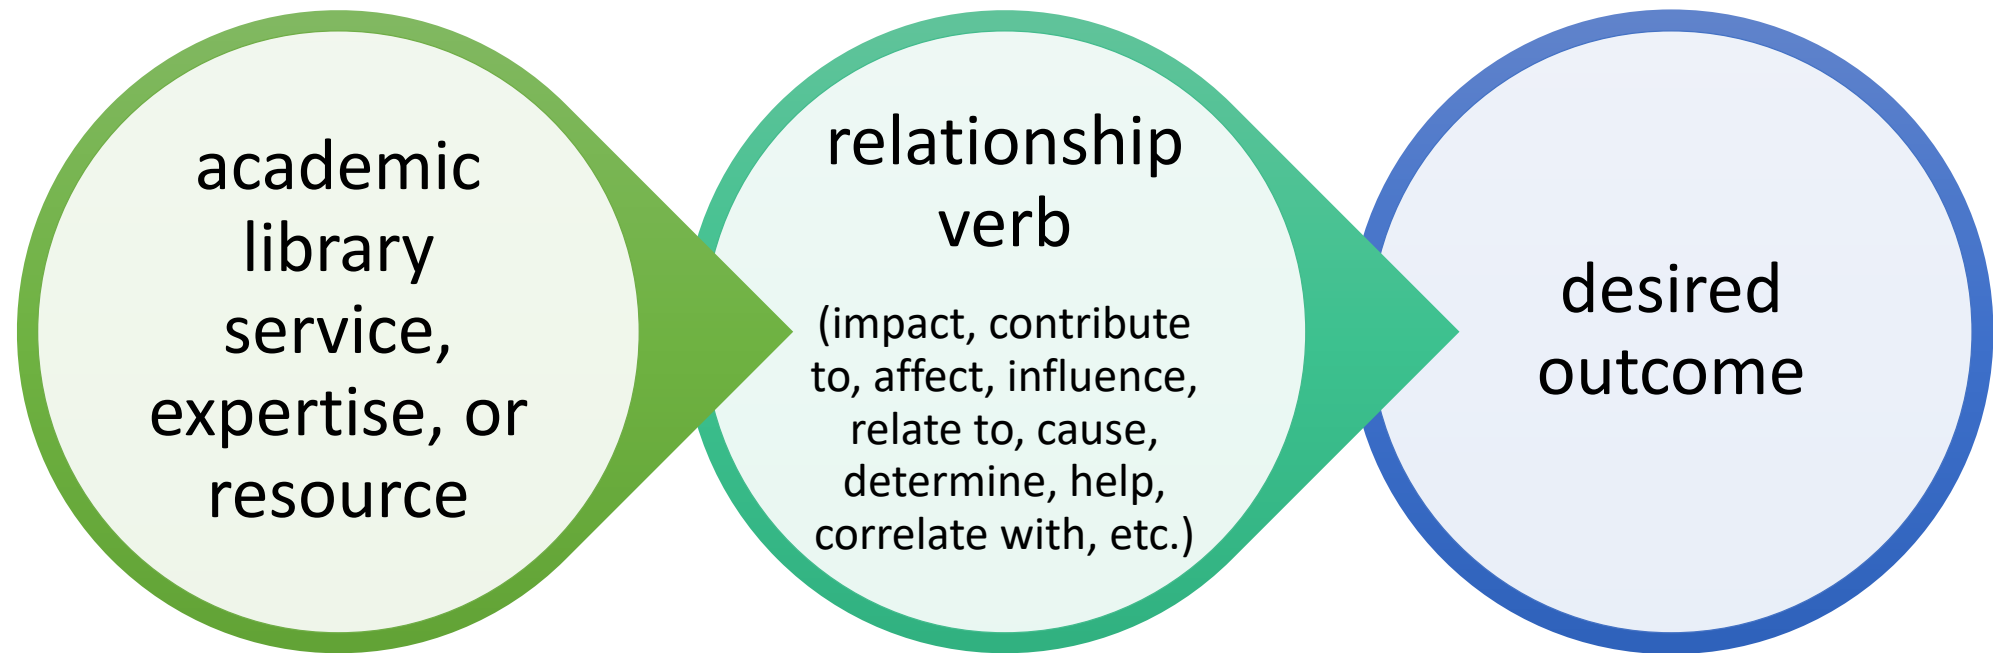 academic
library
service,
expertise, or
resource
relationship
verb
(impact, contribute
to, affect, influence,
relate to, cause,
determine, help,
correlate with, etc.)
desired
outcome